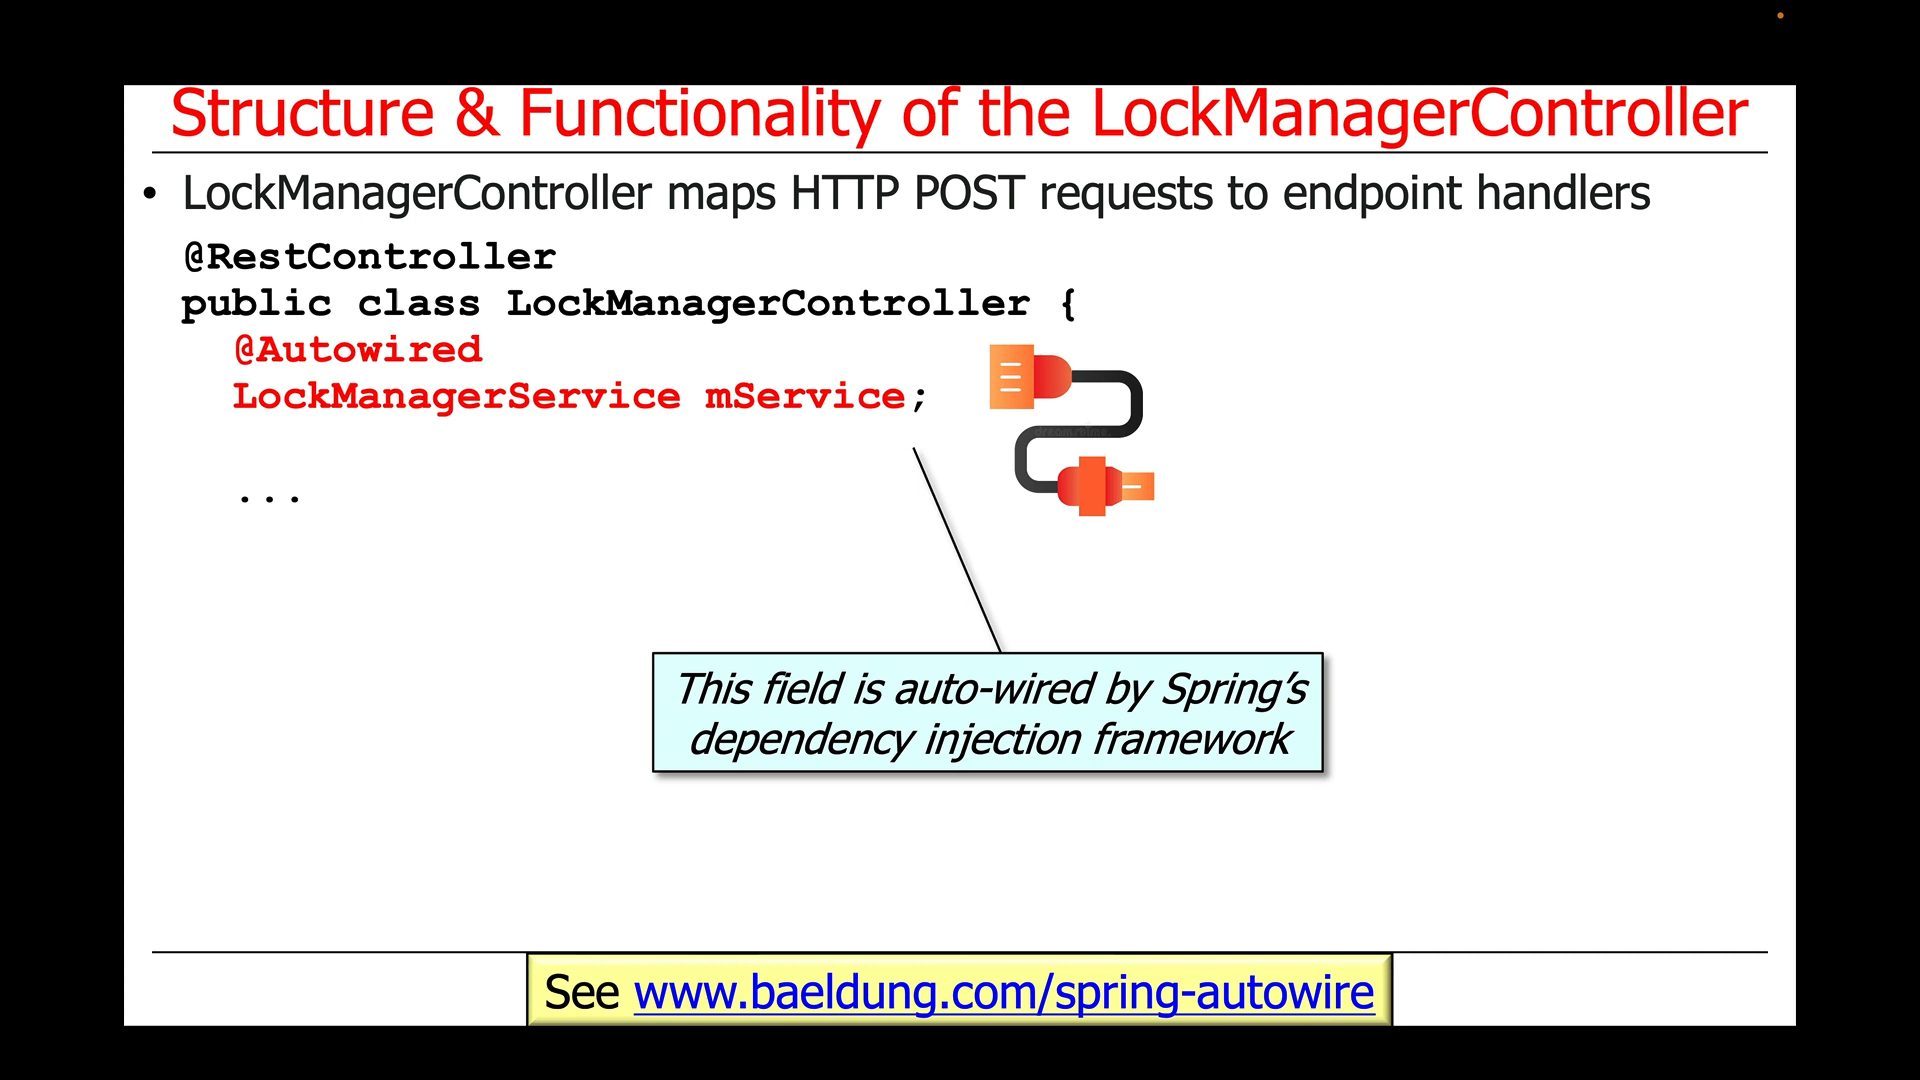 Structure & Functionality of the LockManagerController
• LockManagerController maps HTTP POST requests to endpoint handlers
@RestController
public class LockManagerController {
@Autowired
LockManagerService mService;
...
This field is auto-wired by Spring’s
dependency injection framework
See www.baeldung.com/spring-autowire